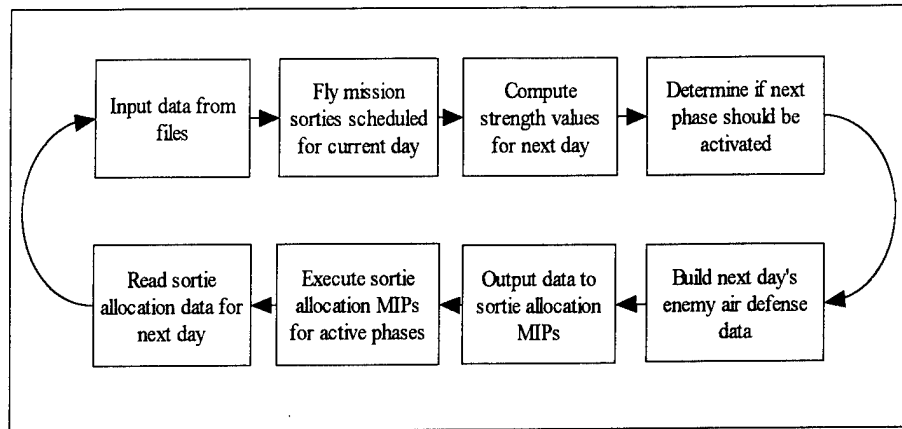 Input data from
files
Fly mission
sorties scheduled
for current day
Compute
strength values
for next day
Determine if next
phase should be
activated
Read sortie
allocation data for
next day
Execute sortie
allocation MIPs
for active phases
Output data to
sortie allocation
MIPs
Build next day's
enemy air defense
data